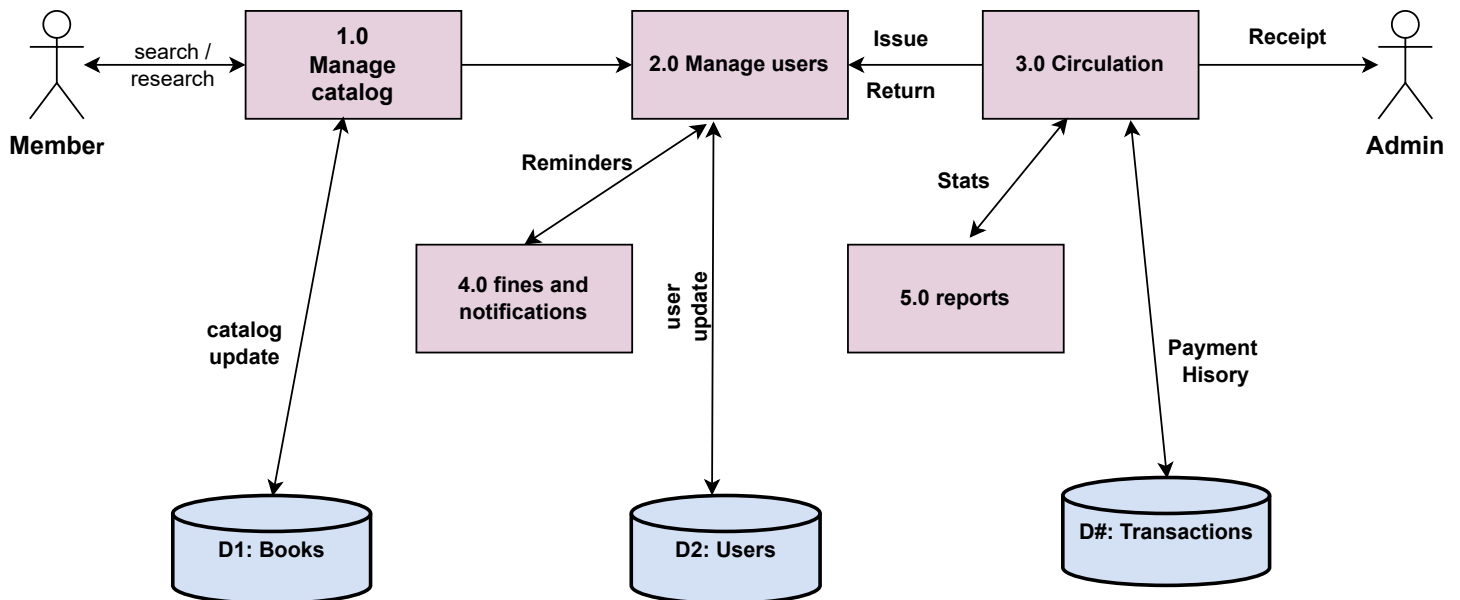 search /
research
Member
1.0
Manage
catalog
2.0 Manage users
Issue
Return
3.0 Circulation
Receipt
Admin
Reminders
Stats
4.0 fines and
notifications
user
update
5.0 reports
catalog
update
Payment
Hisory
D1: Books
D2: Users
D#: Transactions